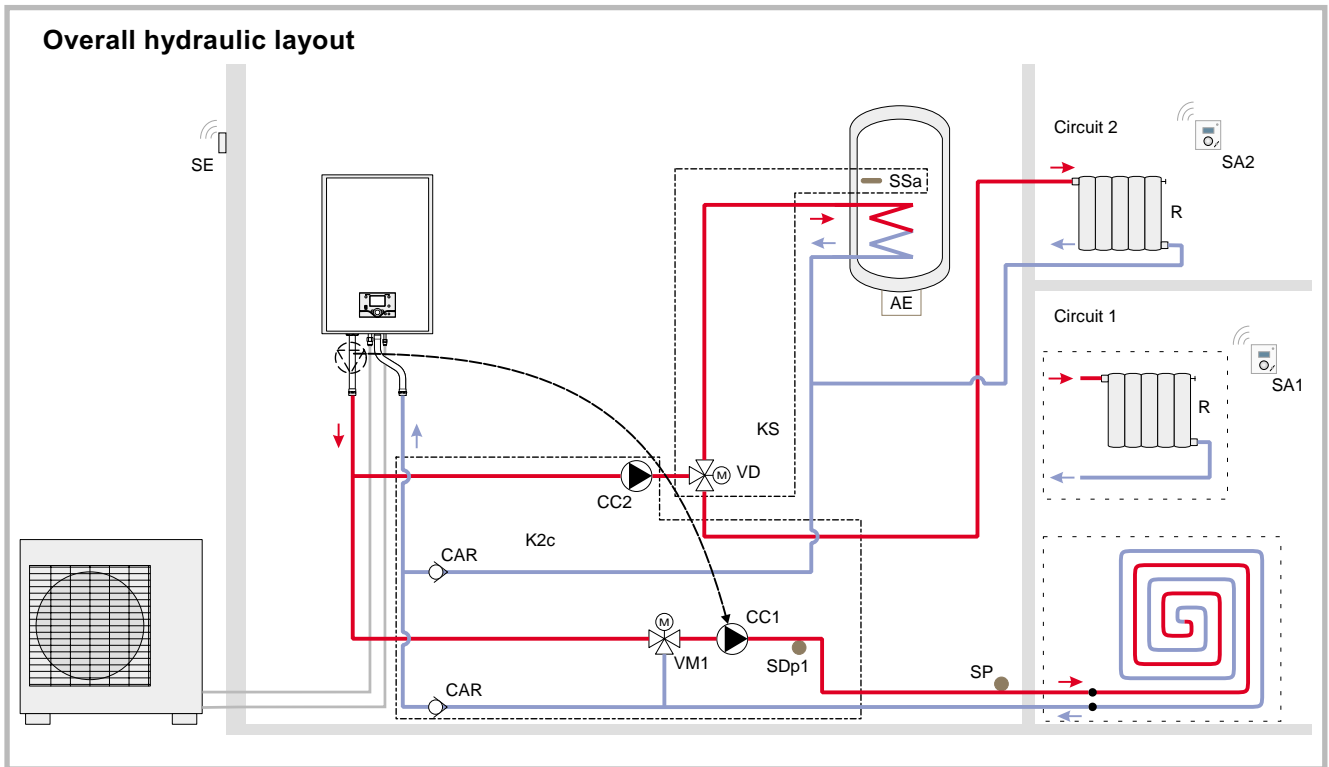 Overall hydraulic layout
SE
SSa
AE
Circuit 2
SA2
R
Circuit 1
SA1
R
KS
M
VD
CC2
K2c
CAR
M
CC1
VM1
SDp1
SP
CAR